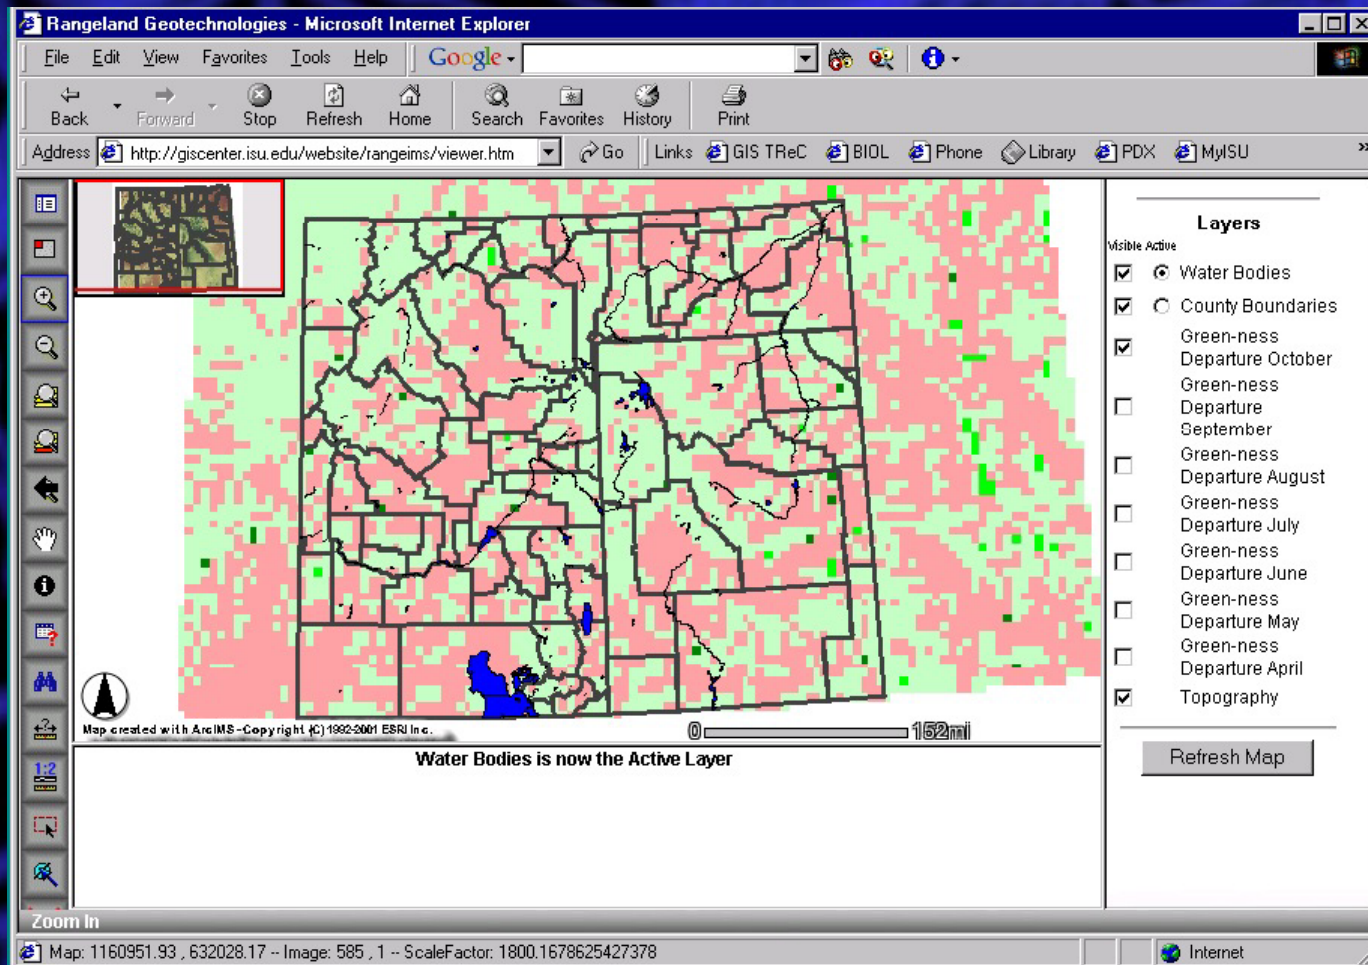 Rangeland Geotechnologies - Microsoft Internet Explorer
File Edit View Favorites Tools Help Google
Back Forward Stop Refresh Home Search Favorites History Print
Address http://giscenter.isu.edu/website/rangeims/viewer.htm Go Links GIS TReC BIOL Phone Library PDX MyISU »
Layers
Visible Active
Water Bodies
County Boundaries
Green-ness
Departure October
Green-ness
Departure
September
Green-ness
Departure August
Green-ness
Departure July
Green-ness
Departure June
Green-ness
Departure May
Green-ness
Departure April
Topography
Refresh Map
1:2
Map created with ArcIMS - Copyright (C) 1992-2001 ESRI Inc.
0 152mi
Water Bodies is now the Active Layer
Zoom In
Map: 1160951.93 , 632028.17 -- Image: 585 , 1 -- ScaleFactor: 1800.1678625427378
Internet